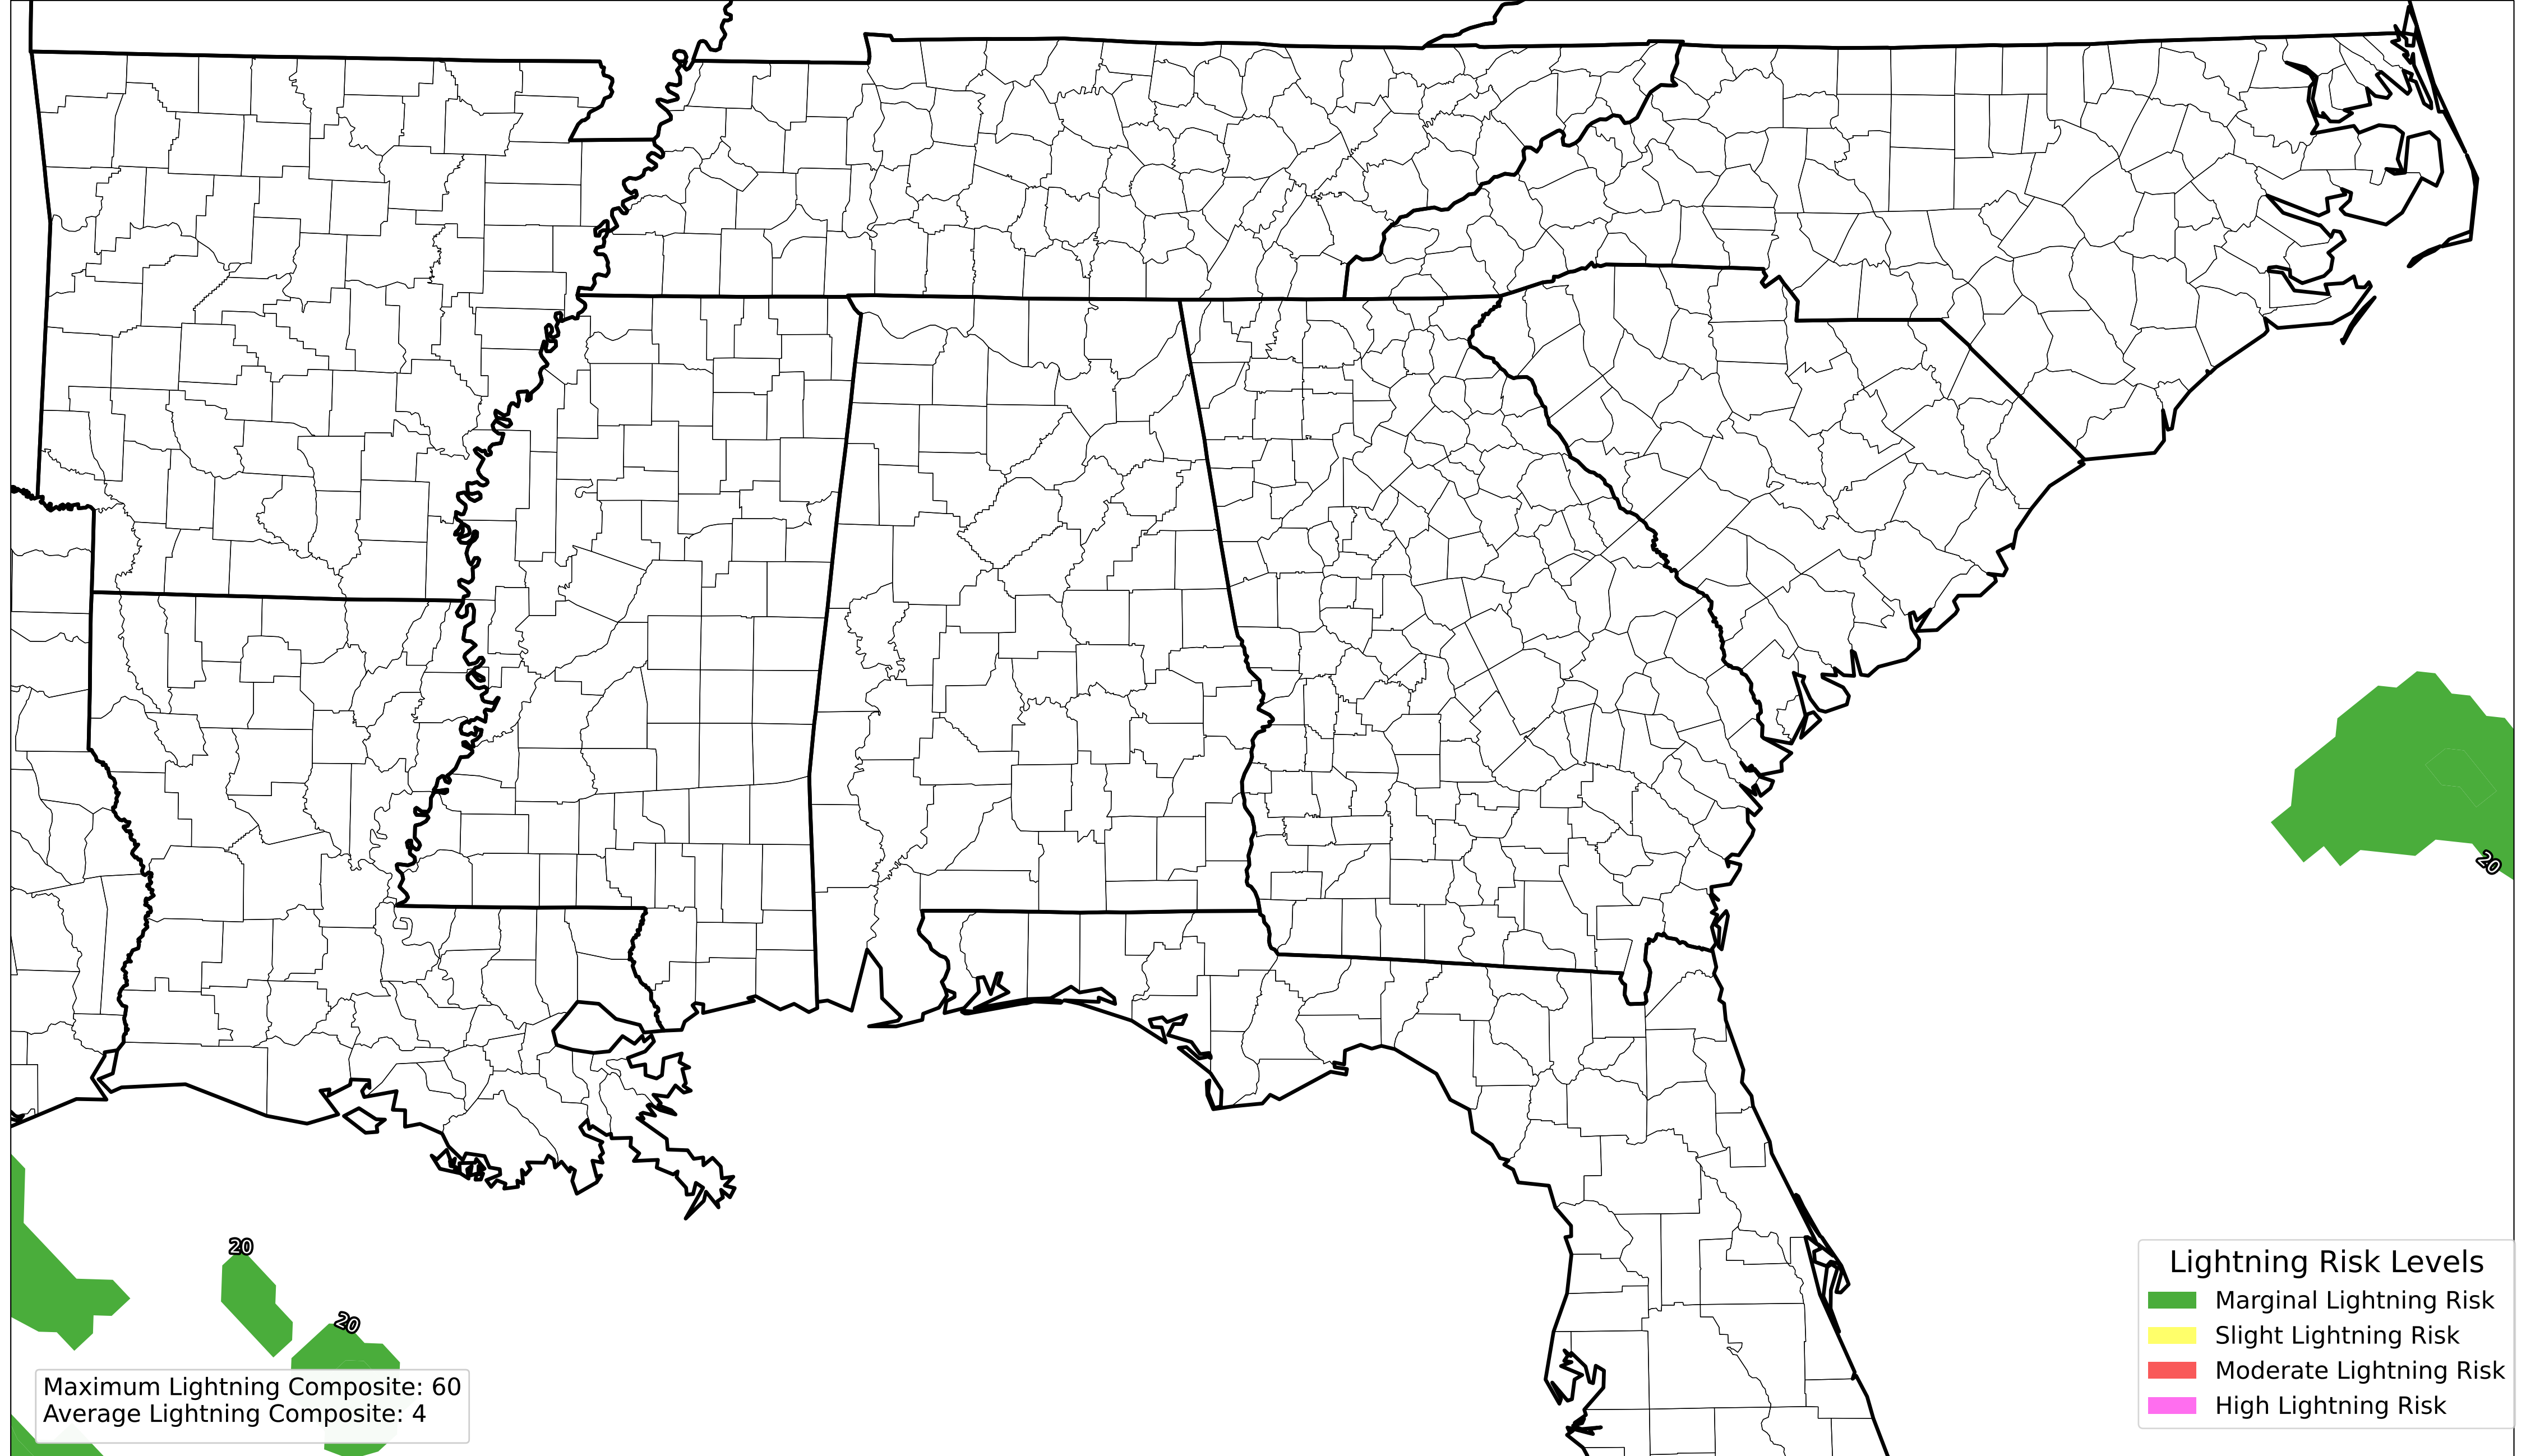 20
20
20
Lightning Risk Levels
Marginal Lightning Risk
Slight Lightning Risk
Moderate Lightning Risk
High Lightning Risk
Maximum Lightning Composite: 60
Average Lightning Composite: 4